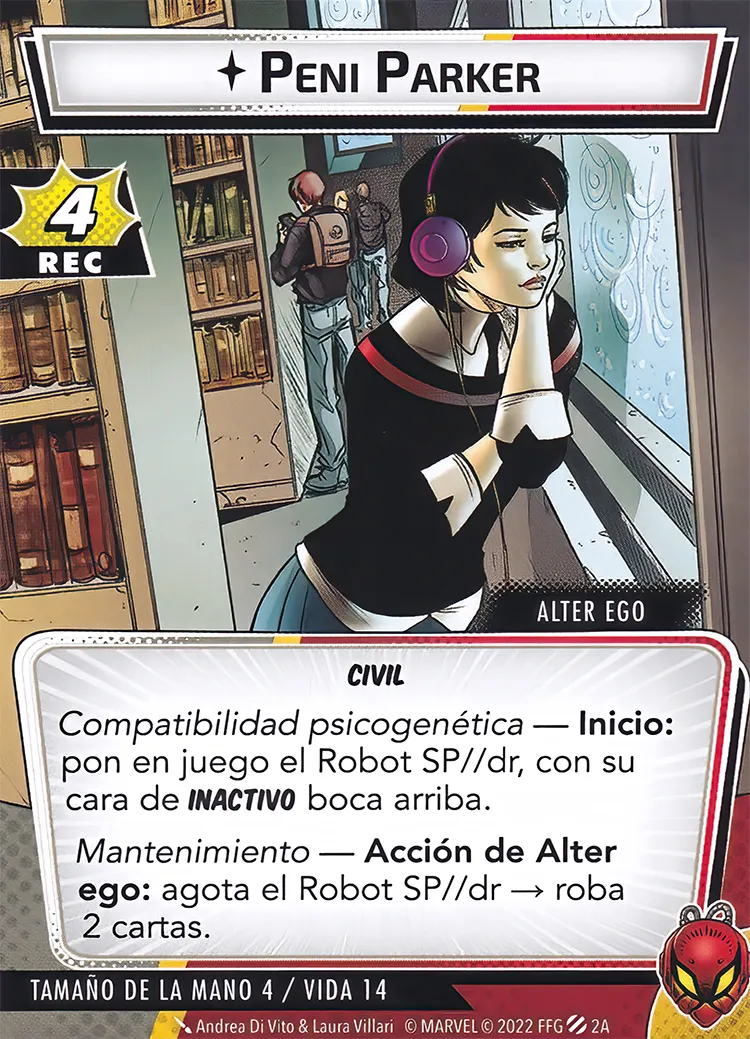 PENI PARKER
4
REC
ALTER EGO
CIVIL
Compatibilidad psicogenética — Inicio:
pon en juego el Robot SP//dr, con su
cara de INACTIVO boca arriba.
Mantenimiento — Acción de Alter
ego: agota el Robot SP//dr → roba
2 cartas.
TAMAÑO DE LA MANO 4 / VIDA 14
Andrea Di Vito & Laura Villari © MARVEL © 2022 FFG 2A